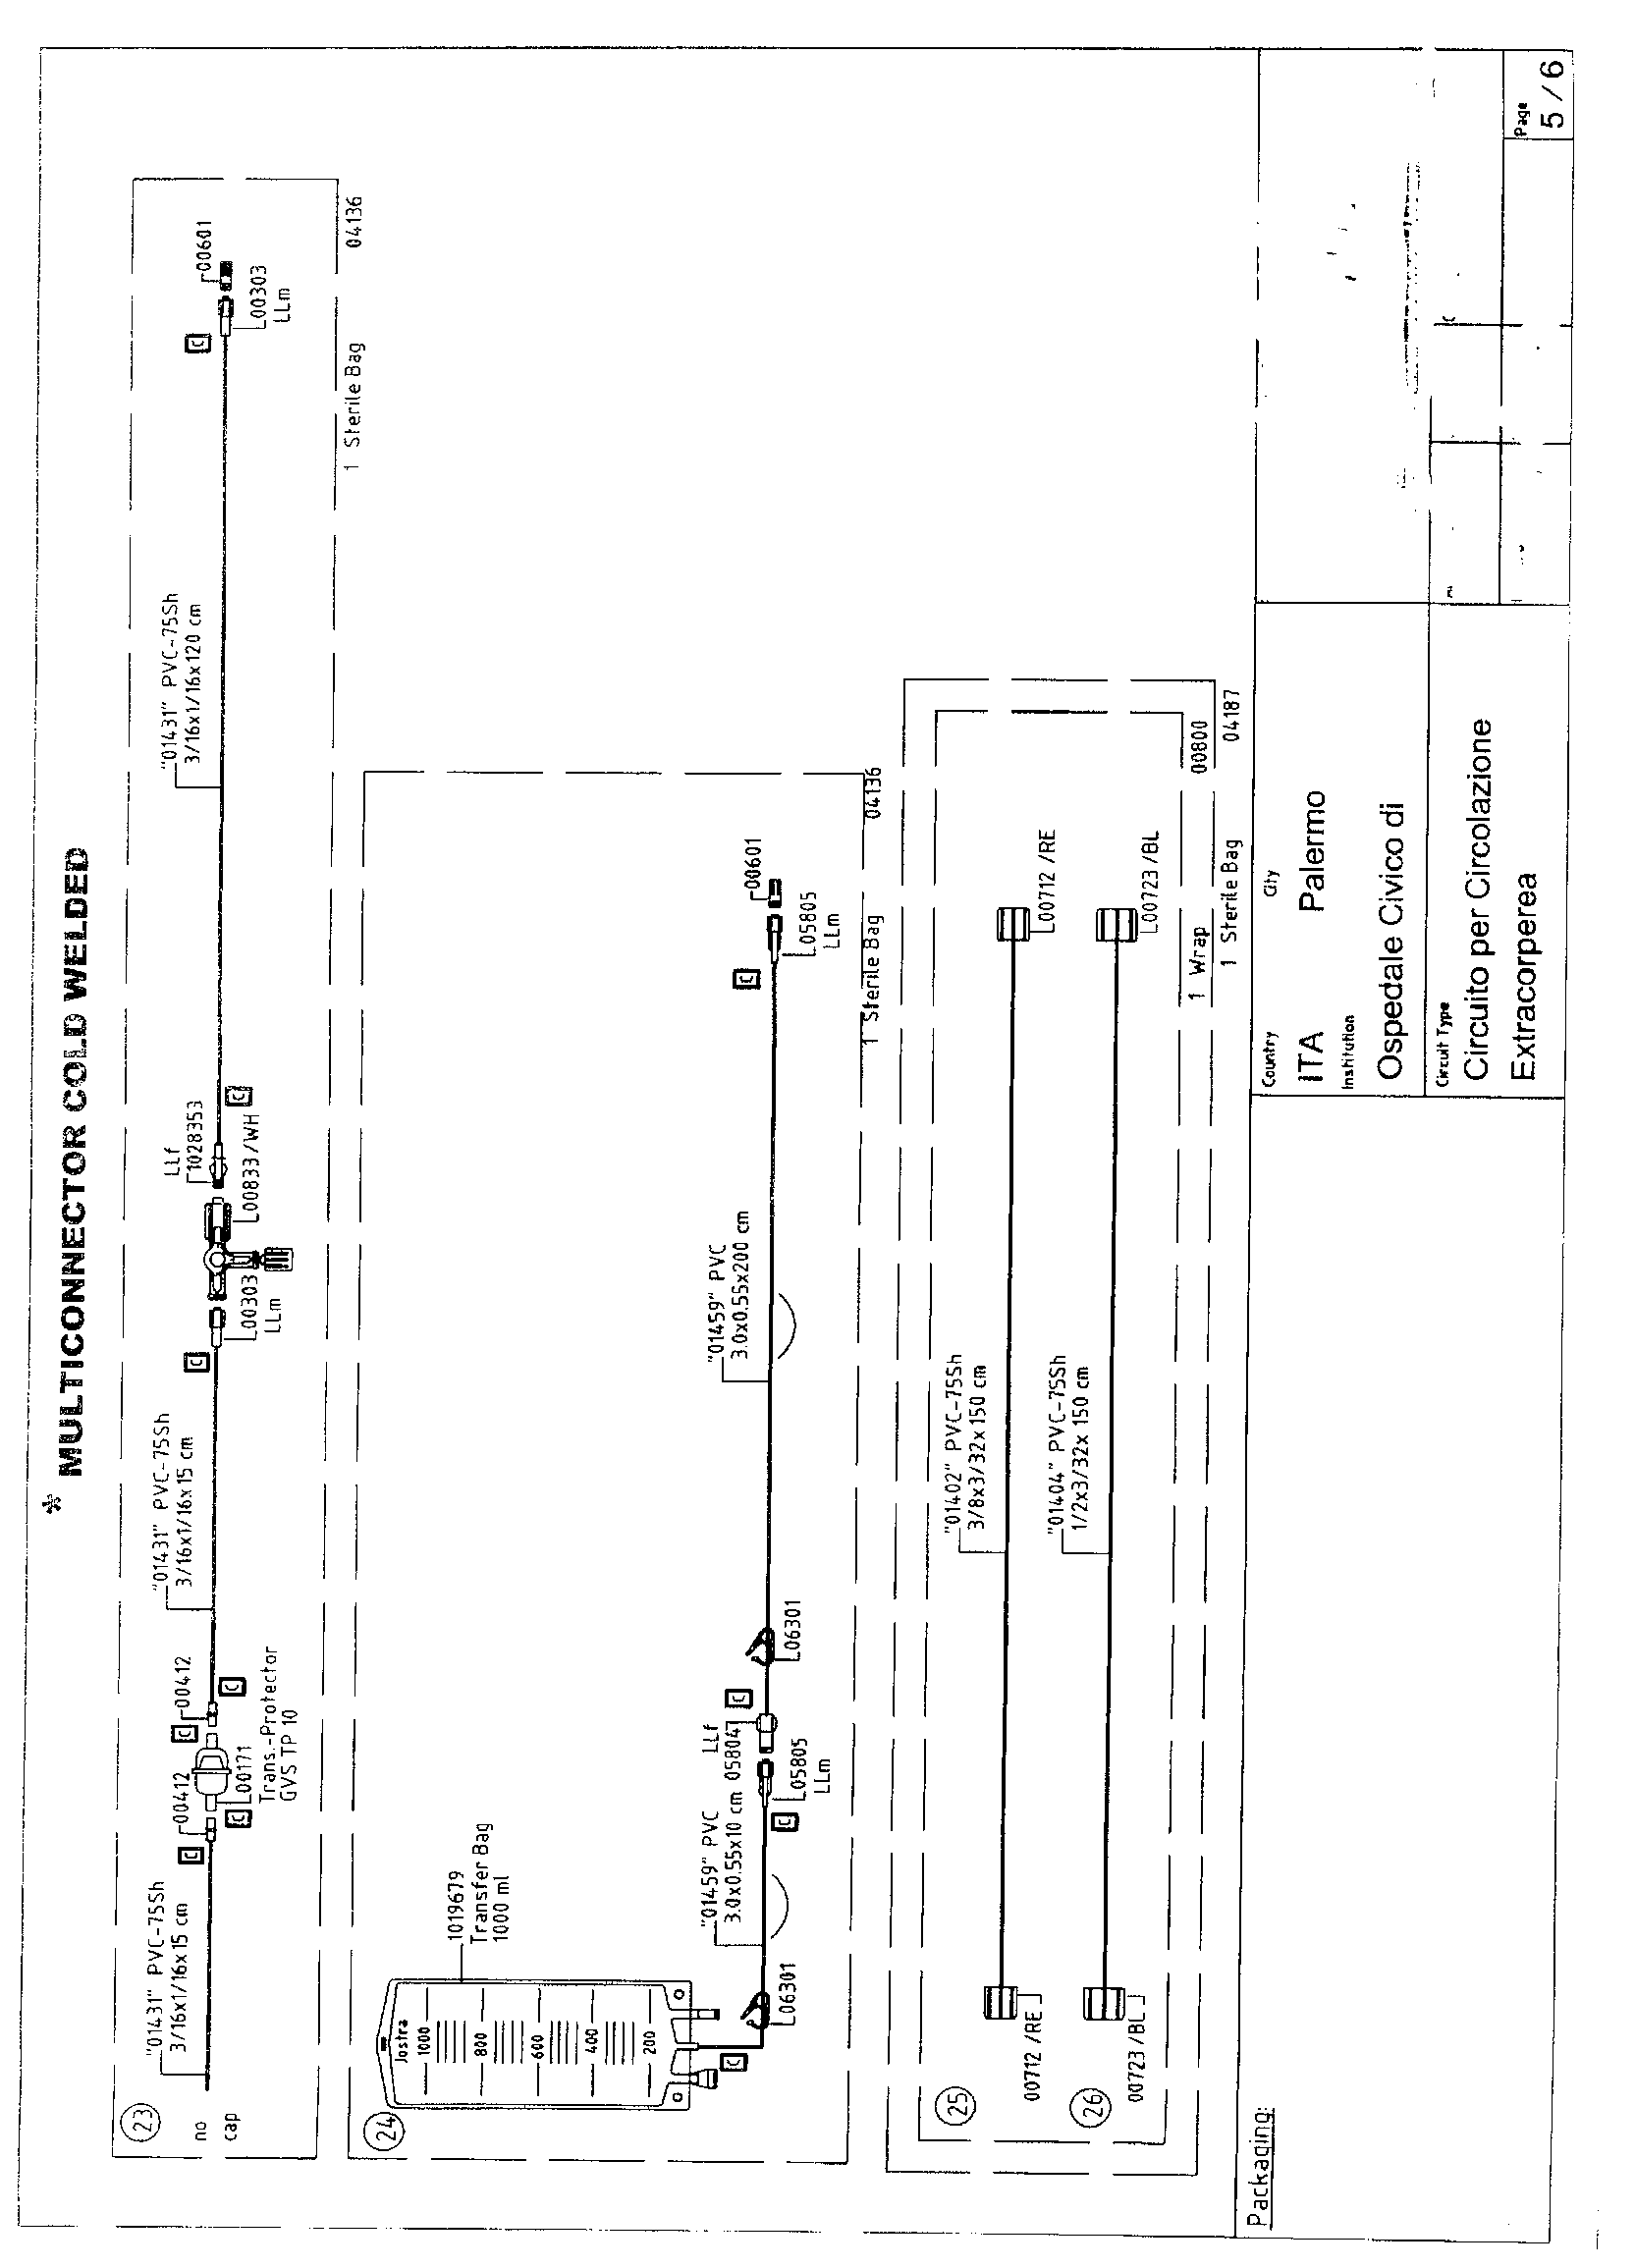 * MULTICONNECTOR COLD WELDED
23
no
cap
"01431" PVC-75Sh
3/16x1/16x15 cm
C
00412
C
00171
Trans.-Protector
GVS TP 10
C
00412
C
"01431" PVC-75Sh
3/16x1/16x15 cm
C
00303
LLm
00833/WH
LLf
1028353
C
"01431" PVC-75Sh
3/16x1/16x120 cm
C
00601
00303
LLm
1 Sterile Bag
04136
24
Jostra
1000
800
600
400
200
1019679
Transfer Bag
1000 ml
C
06301
"01459" PVC
3.0x0.55x10 cm
C
05805
LLm
LLf
05804
C
06301
"01459" PVC
3.0x0.55x200 cm
C
00601
05805
LLm
1 Sterile Bag
04136
25
00712 /RE
"01402" PVC-75Sh
3/8x3/32x 150 cm
00712 /RE
26
00723 /BL
"01404" PVC-75Sh
1/2x3/32x 150 cm
00723 /BL
1 Wrap
00800
1 Sterile Bag
04187
Packaging:
Country
City
ITA
Palermo
Institution
Ospedale Civico di
Circuit Type
Circuito per Circolazione
Extracorperea
Page
5 / 6